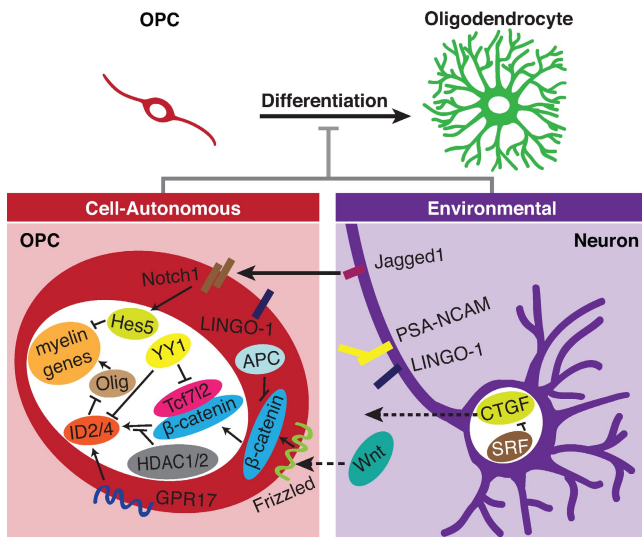 OPC
Oligodendrocyte
Differentiation
Cell-Autonomous
Environmental
OPC
Neuron
Notch1
Jagged1
Hes5
LINGO-1
PSA-NCAM
myelin
genes
YY1
APC
LINGO-1
Olig
Tcf7l2
β-catenin
ID2/4
β-catenin
CTGF
HDAC1/2
SRF
Wnt
GPR17
Frizzled